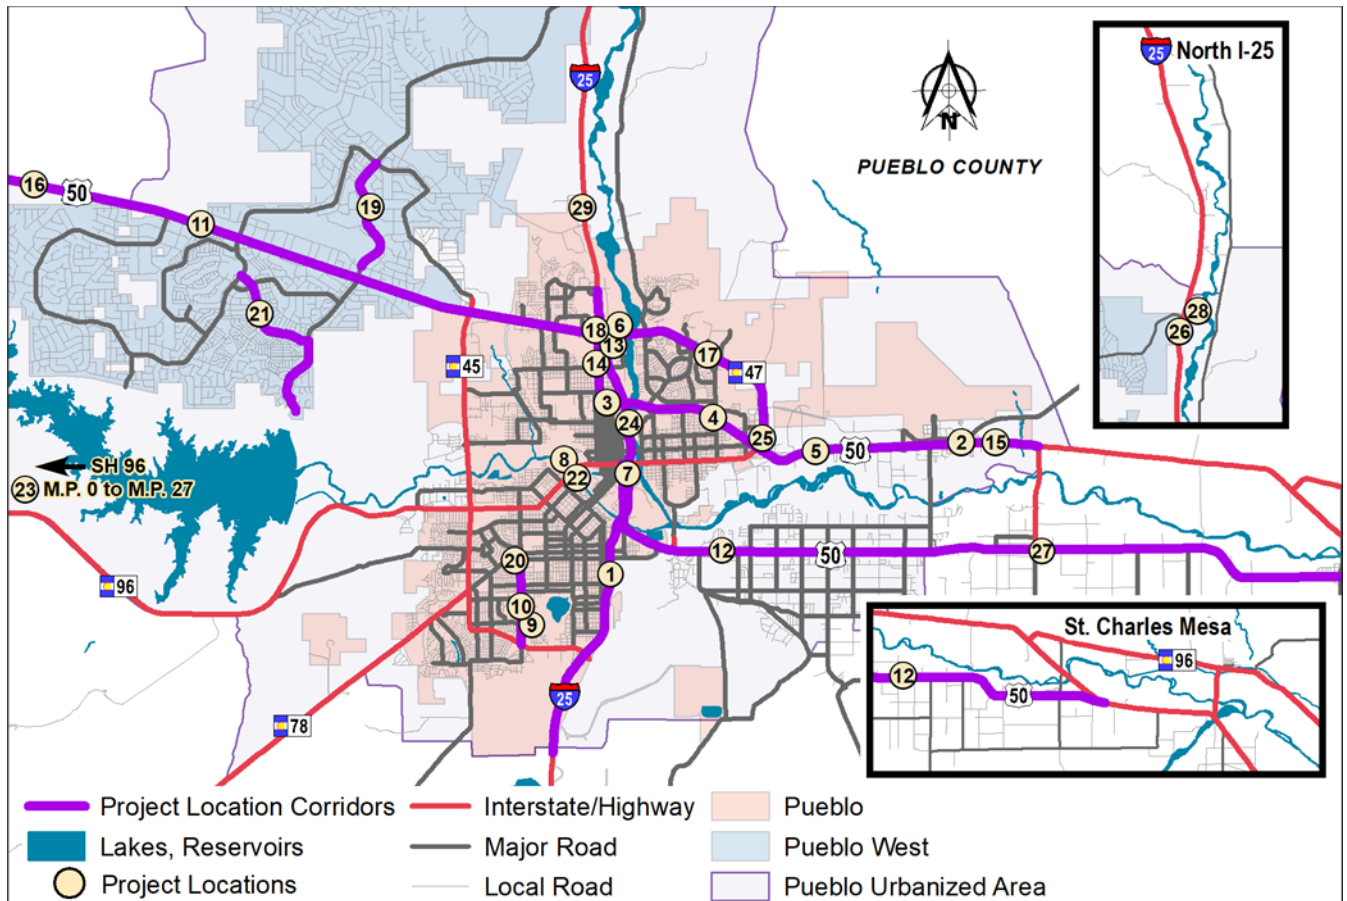 25
North I-25
N
PUEBLO COUNTY
16
50
11
19
29
28
26
21
18
6
13
14
17
45
47
3
24
4
25
5
50
2
15
SH 96
23
M.P. 0 to M.P. 27
8
22
7
12
50
27
20
1
96
10
9
St. Charles Mesa
96
12
50
25
78
Project Location Corridors
Interstate/Highway
Pueblo
Lakes, Reservoirs
Major Road
Pueblo West
Project Locations
Local Road
Pueblo Urbanized Area
25